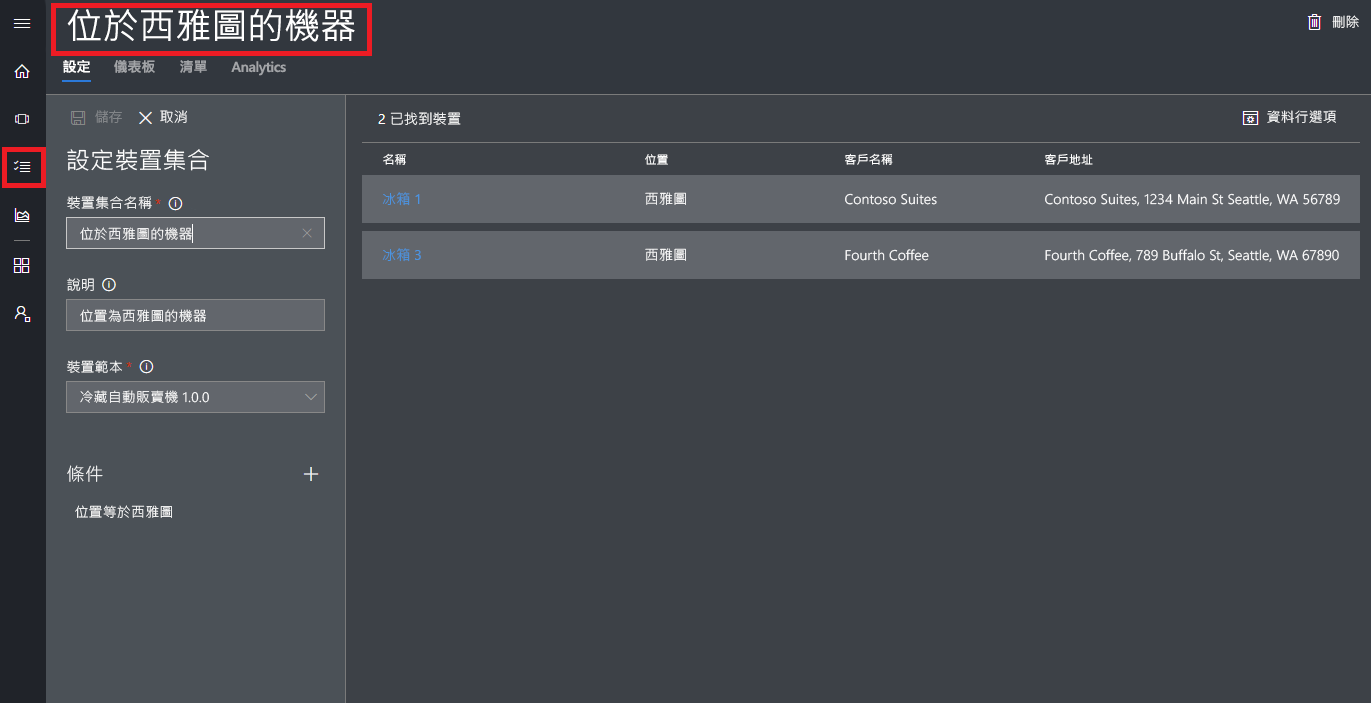 位於西雅圖的機器
刪除
設定 儀表板 清單 Analytics
儲存 取消
設定裝置集合
裝置集合名稱 *
位於西雅圖的機器
說明
位置為西雅圖的機器
裝置範本 *
冷藏自動販賣機 1.0.0
條件
位置等於西雅圖
2 已找到裝置
資料行選項
名稱 位置 客戶名稱 客戶地址
冰箱 1 西雅圖 Contoso Suites Contoso Suites, 1234 Main St Seattle, WA 56789
冰箱 3 西雅圖 Fourth Coffee Fourth Coffee, 789 Buffalo St, Seattle, WA 67890